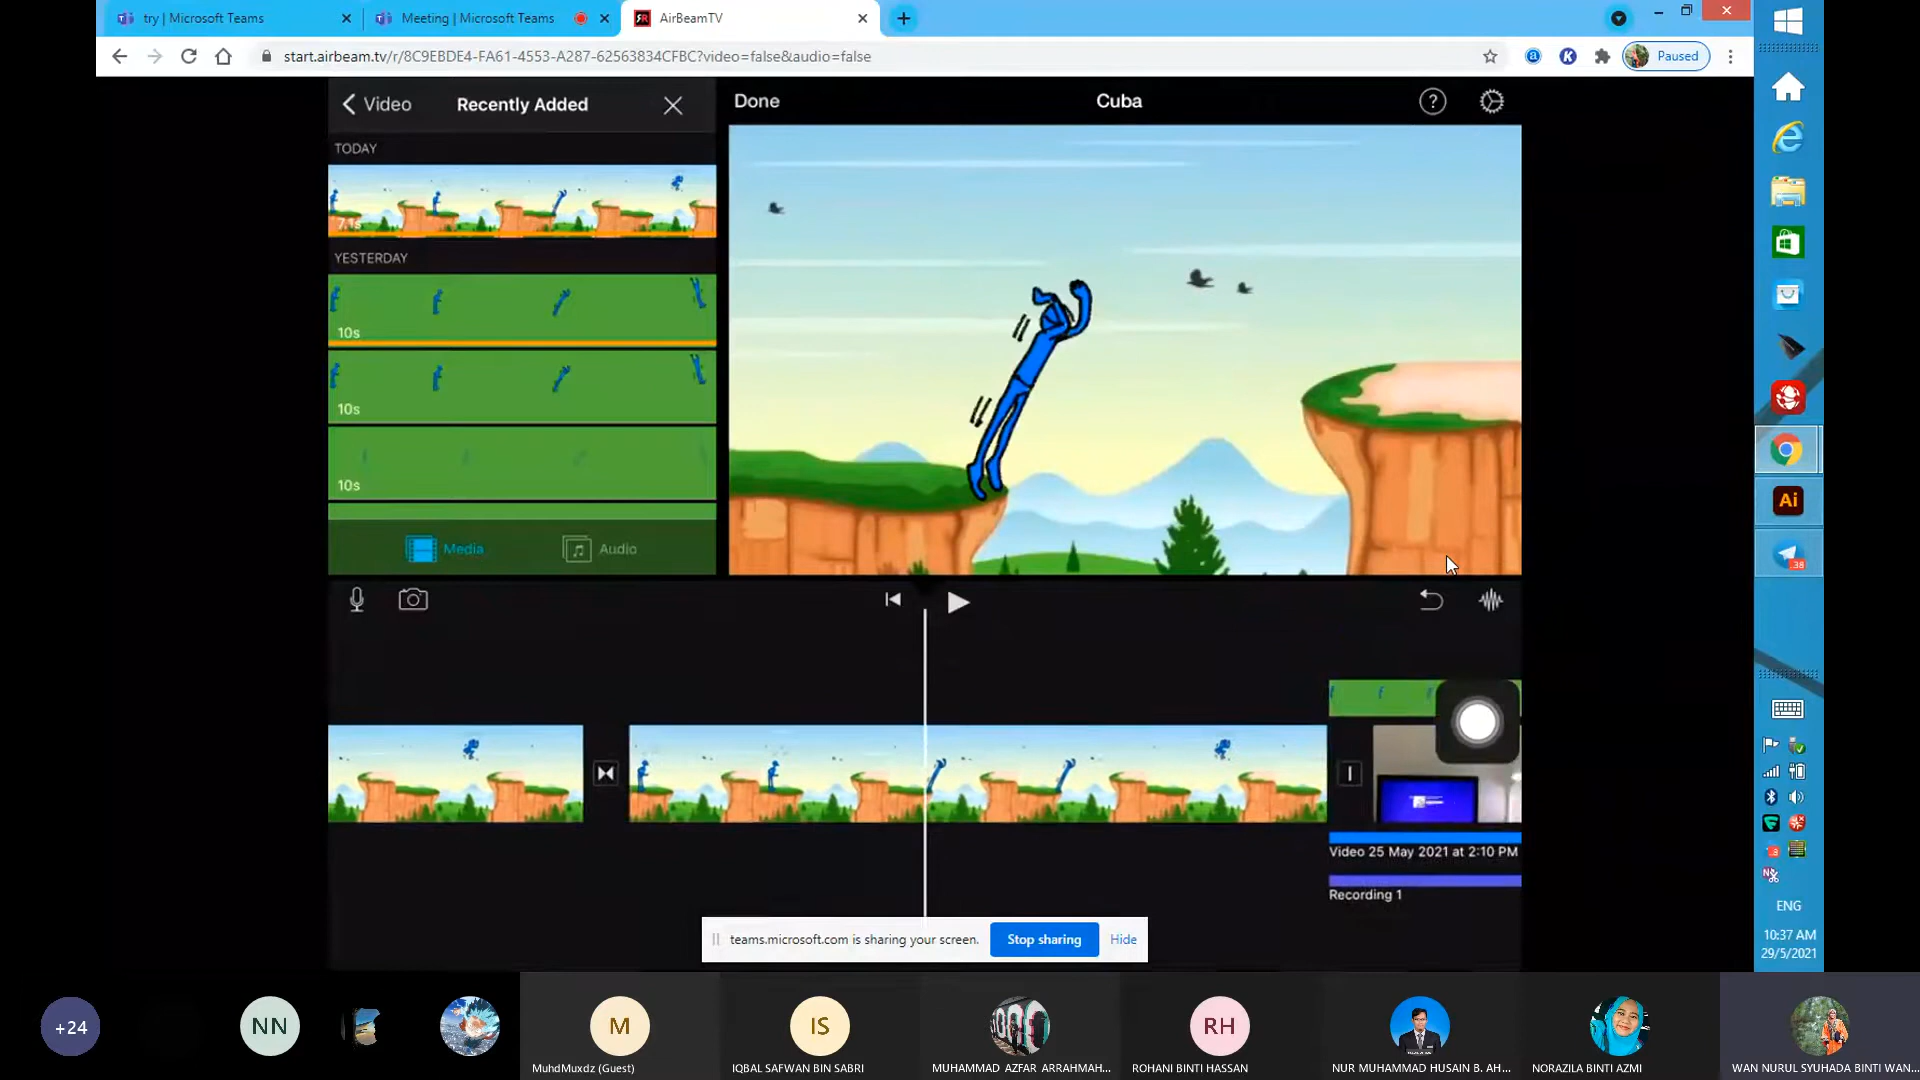 try | Microsoft Teams
Meeting | Microsoft Teams
AirBeamTV
start.airbeam.tv/r/8C9EBDE4-FA61-4553-A287-62563834CFBC?video=false&audio=false
Paused
Video
Recently Added
Done
Cuba
TODAY
7.1s
YESTERDAY
10s
10s
10s
Media
Audio
Ai
38
Video 25 May 2021 at 2:10 PM
Recording 1
teams.microsoft.com is sharing your screen.
Stop sharing
Hide
ENG
10:37 AM
29/5/2021
+24
NN
M
IS
RH
MuhdMuxdz (Guest)
IQBAL SAFWAN BIN SABRI
MUHAMMAD AZFAR ARRAHMAH...
ROHANI BINTI HASSAN
NUR MUHAMMAD HUSAIN B. AH...
NORAZILA BINTI AZMI
WAN NURUL SYUHADA BINTI WAN...